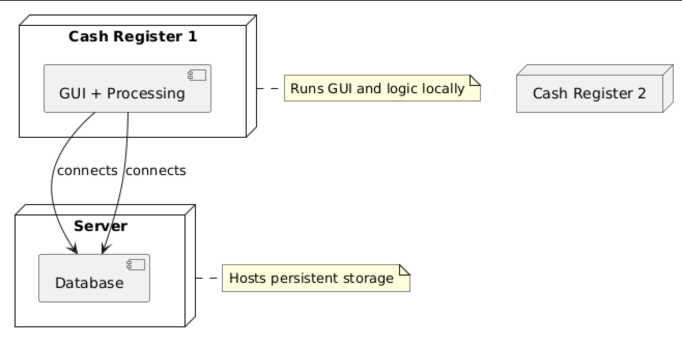 Cash Register 1
GUI + Processing
Runs GUI and logic locally
Cash Register 2
connects connects
Server
Database
Hosts persistent storage